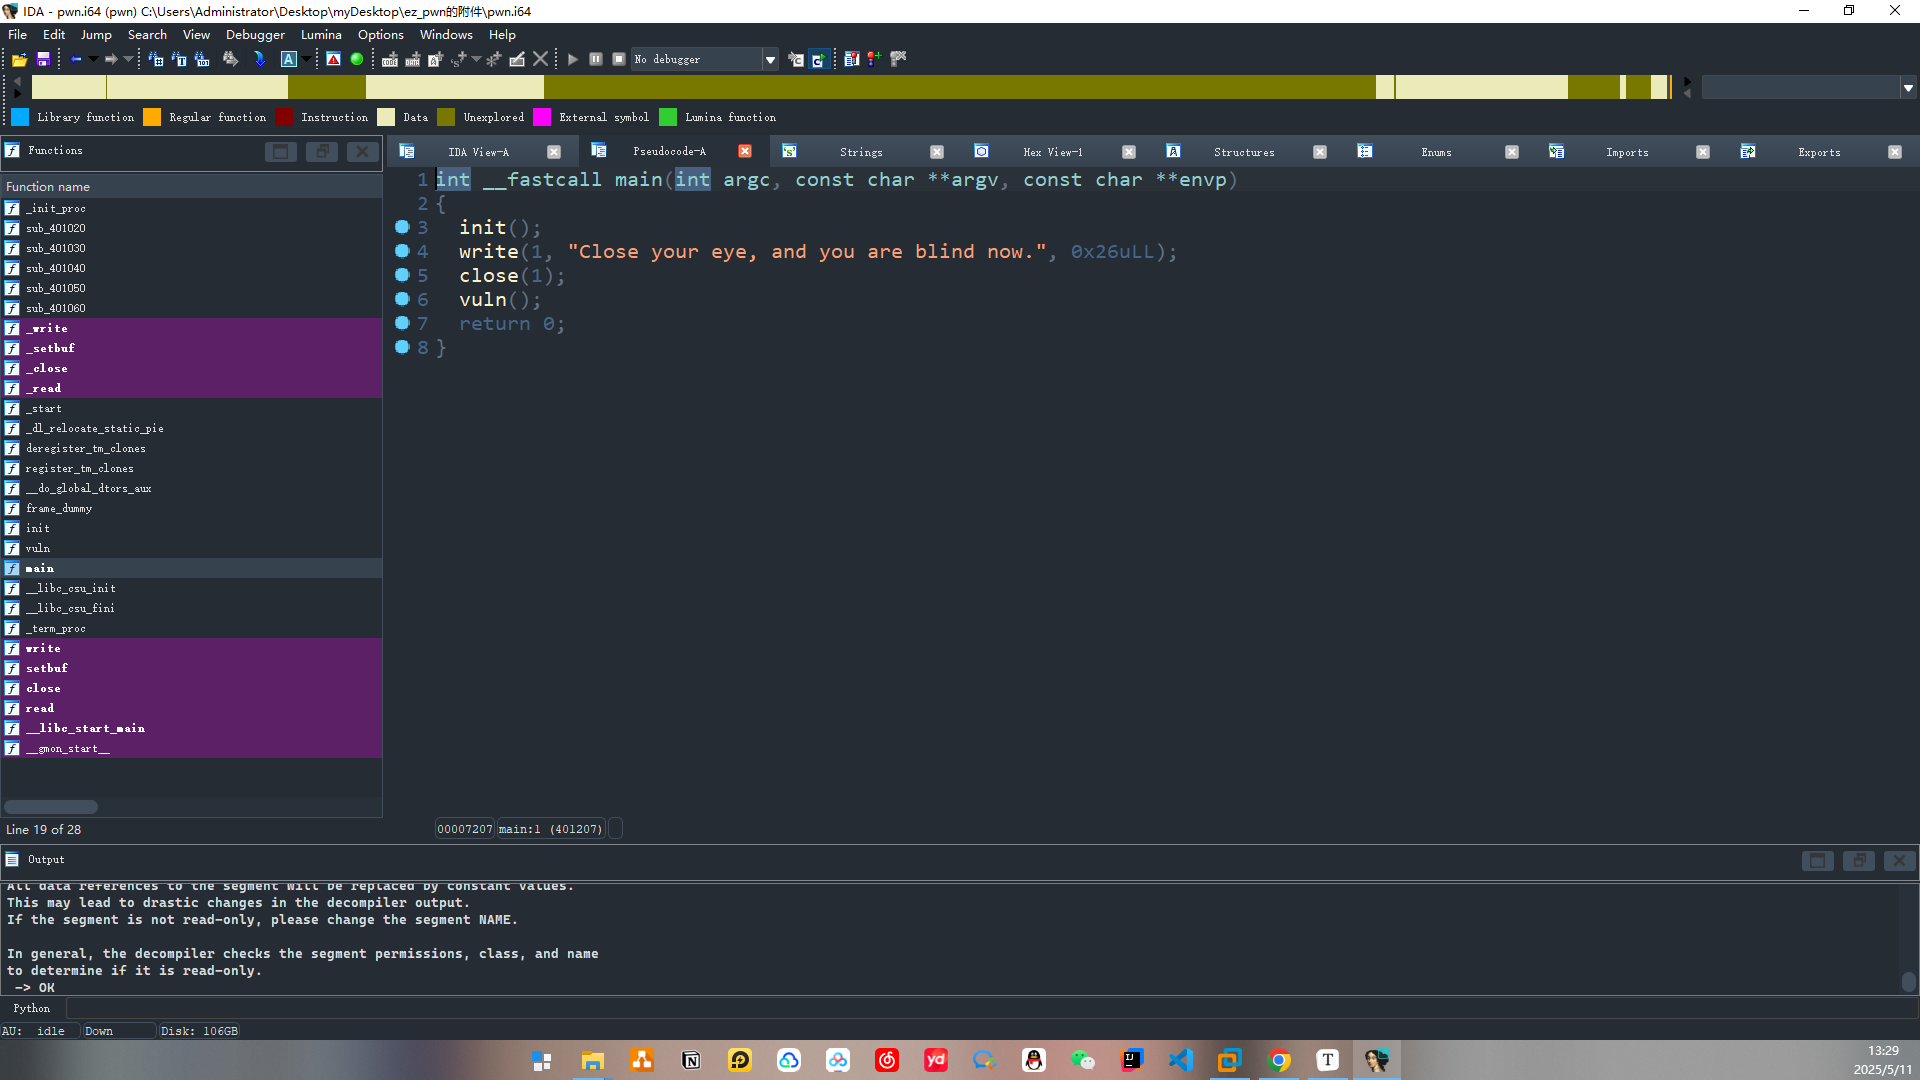 IDA - pwn.i64 (pwn) C:\Users\Administrator\Desktop\myDesktop\ez_pwn的附件\pwn.i64
File Edit Jump Search View Debugger Lumina Options Windows Help
No debugger
Library function Regular function Instruction Data Unexplored External symbol Lumina function
Functions
IDA View-A Pseudocode-A Strings Hex View-1 Structures Enums Imports Exports
Function name
_init_proc
sub_401020
sub_401030
sub_401040
sub_401050
sub_401060
_write
_setbuf
_close
_read
_start
_dl_relocate_static_pie
deregister_tm_clones
register_tm_clones
__do_global_dtors_aux
frame_dummy
init
vuln
main
__libc_csu_init
__libc_csu_fini
_term_proc
write
setbuf
close
read
__libc_start_main
__gmon_start__
Line 19 of 28
1 int __fastcall main(int argc, const char **argv, const char **envp)
2 {
3 init();
4 write(1, "Close your eye, and you are blind now.", 0x26uLL);
5 close(1);
6 vuln();
7 return 0;
8 }
00007207 main:1 (401207)
Output
All data references to the segment will be replaced by constant values.
This may lead to drastic changes in the decompiler output.
If the segment is not read-only, please change the segment NAME.
In general, the decompiler checks the segment permissions, class, and name
to determine if it is read-only.
-> OK
Python
AU: idle Down Disk: 106GB
13:29
2025/5/11